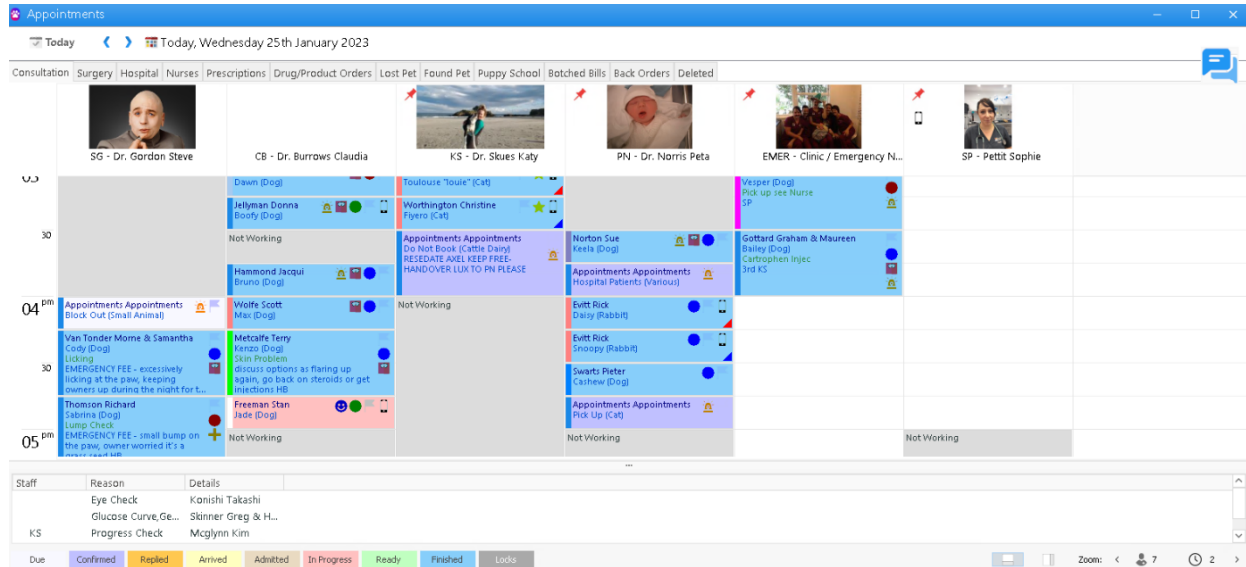 Appointments
Today
Today, Wednesday 25th January 2023
Consultation Surgery Hospital Nurses Prescriptions Drug/Product Orders Lost Pet Found Pet Puppy School Botched Bills Back Orders Deleted
SG - Dr. Gordon Steve
CB - Dr. Burrows Claudia
KS - Dr. Skues Katy
PN - Dr. Norris Peta
EMER - Clinic / Emergency N...
SP - Pettit Sophie
03
30
04 pm
30
05 pm
Appointments Appointments
Block Out (Small Animal)
Van Tonder Morne & Samantha
Cody (Dog)
Licking
EMERGENCY FEE - excessively
licking at the paw, keeping
owners up during the night for t...
Thomson Richard
Sabrina (Dog)
Lump Check
EMERGENCY FEE - small bump on
the paw, owner worried it's a
grass seed HB
Dawn (Dog)
Jellyman Donna
Boofy (Dog)
Not Working
Hammond Jacqui
Bruno (Dog)
Wolfe Scott
Max (Dog)
Metcalfe Terry
Kenzo (Dog)
Skin Problem
discuss options as flaring up
again, go back on steroids or get
injections HB
Freeman Stan
Jade (Dog)
Not Working
Toulouse "louie" (Cat)
Worthington Christine
Fiyero (Cat)
Appointments Appointments
Do Not Book (Cattle Dairy)
RESEDATE AXEL KEEP FREE-
HANDOVER LUX TO PN PLEASE
Not Working
Norton Sue
Keela (Dog)
Appointments Appointments
Hospital Patients (Various)
Evitt Rick
Daisy (Rabbit)
Evitt Rick
Snoopy (Rabbit)
Swarts Pieter
Cashew (Dog)
Appointments Appointments
Pick Up (Cat)
Not Working
Vesper (Dog)
Pick up see Nurse
SP
Gottard Graham & Maureen
Bailey (Dog)
Cartrophen Injec
3rd KS
Not Working
Staff Reason Details
Eye Check Konishi Takashi
Glucose Curve,Ge... Skinner Greg & H...
KS Progress Check Mcglynn Kim
Due Confirmed Replied Arrived Admitted In Progress Ready Finished Locks
Zoom: 7 2